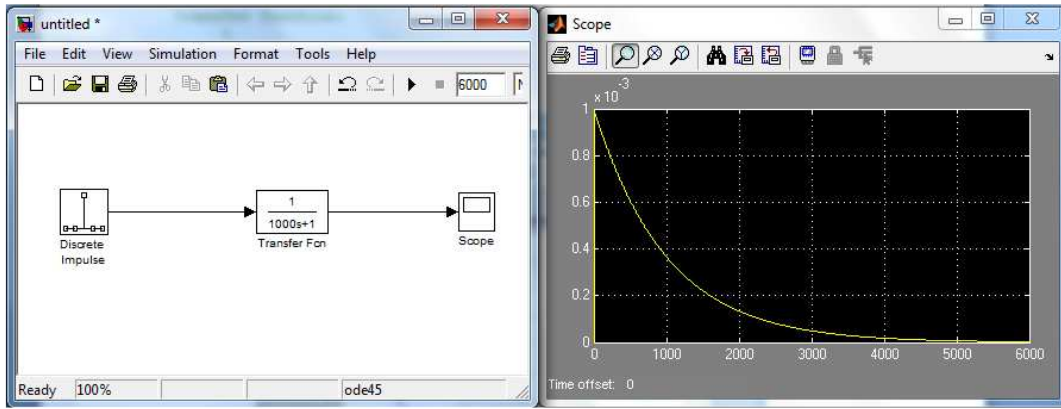 untitled *
File Edit View Simulation Format Tools Help
6000
1
1000s+1
Discrete
Impulse
Transfer Fcn
Scope
Ready 100% ode45
Scope
x 10
-3
1
0.8
0.6
0.4
0.2
0
0 1000 2000 3000 4000 5000 6000
Time offset: 0